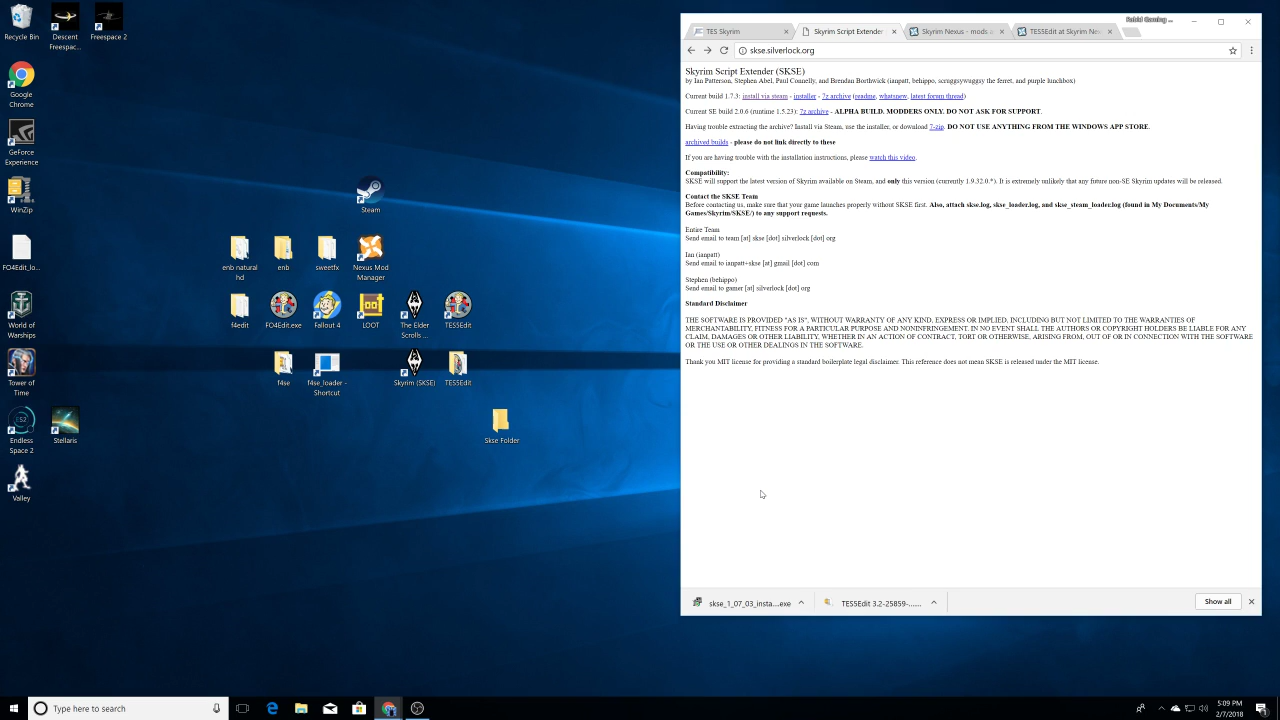 Recycle Bin
Descent
Freespac...
Freespace 2
Google
Chrome
GeForce
Experience
WinZip
FO4Edit_lo...
World of
Warships
Tower of
Time
Endless
Space 2
Stellaris
Valley
Steam
enb natural
hd
enb
sweetfx
Nexus Mod
Manager
f4edit
FO4Edit.exe
Fallout 4
LOOT
The Elder
Scrolls ...
TES5Edit
f4se
f4se_loader -
Shortcut
Skyrim (SKSE)
TES5Edit
Skse Folder
TES Skyrim
Skyrim Script Extender
Skyrim Nexus - mods a
TES5Edit at Skyrim Nex
skse.silverlock.org
Skyrim Script Extender (SKSE)
by Ian Patterson, Stephen Abel, Paul Connelly, and Brendan Borthwick (ianpatt, behippo, scruggsywuggsy the ferret, and purple lunchbox)
Current build 1.7.3: install via steam - installer - 7z archive (readme, whatsnew, latest forum thread)
Current SE build 2.0.6 (runtime 1.5.23): 7z archive - ALPHA BUILD. MODDERS ONLY. DO NOT ASK FOR SUPPORT.
Having trouble extracting the archive? Install via Steam, use the installer, or download 7-zip. DO NOT USE ANYTHING FROM THE WINDOWS APP STORE.
archived builds - please do not link directly to these
If you are having trouble with the installation instructions, please watch this video.
Compatibility:
SKSE will support the latest version of Skyrim available on Steam, and only this version (currently 1.9.32.0.*). It is extremely unlikely that any future non-SE Skyrim updates will be released.
Contact the SKSE Team
Before contacting us, make sure that your game launches properly without SKSE first. Also, attach skse.log, skse_loader.log, and skse_steam_loader.log (found in My Documents/My
Games/Skyrim/SKSE/) to any support requests.
Entire Team
Send email to team [at] skse [dot] silverlock [dot] org
Ian (ianpatt)
Send email to ianpatt+skse [at] gmail [dot] com
Stephen (behippo)
Send email to gamer [at] silverlock [dot] org
Standard Disclaimer
THE SOFTWARE IS PROVIDED "AS IS", WITHOUT WARRANTY OF ANY KIND, EXPRESS OR IMPLIED, INCLUDING BUT NOT LIMITED TO THE WARRANTIES OF
MERCHANTABILITY, FITNESS FOR A PARTICULAR PURPOSE AND NONINFRINGEMENT. IN NO EVENT SHALL THE AUTHORS OR COPYRIGHT HOLDERS BE LIABLE FOR ANY
CLAIM, DAMAGES OR OTHER LIABILITY, WHETHER IN AN ACTION OF CONTRACT, TORT OR OTHERWISE, ARISING FROM, OUT OF OR IN CONNECTION WITH THE SOFTWARE
OR THE USE OR OTHER DEALINGS IN THE SOFTWARE.
Thank you MIT license for providing a standard boilerplate legal disclaimer. This reference does not mean SKSE is released under the MIT license.
skse_1_07_03_insta....exe
TES5Edit 3.2-25859-.......
Show all
Type here to search
5:09 PM
2/7/2018